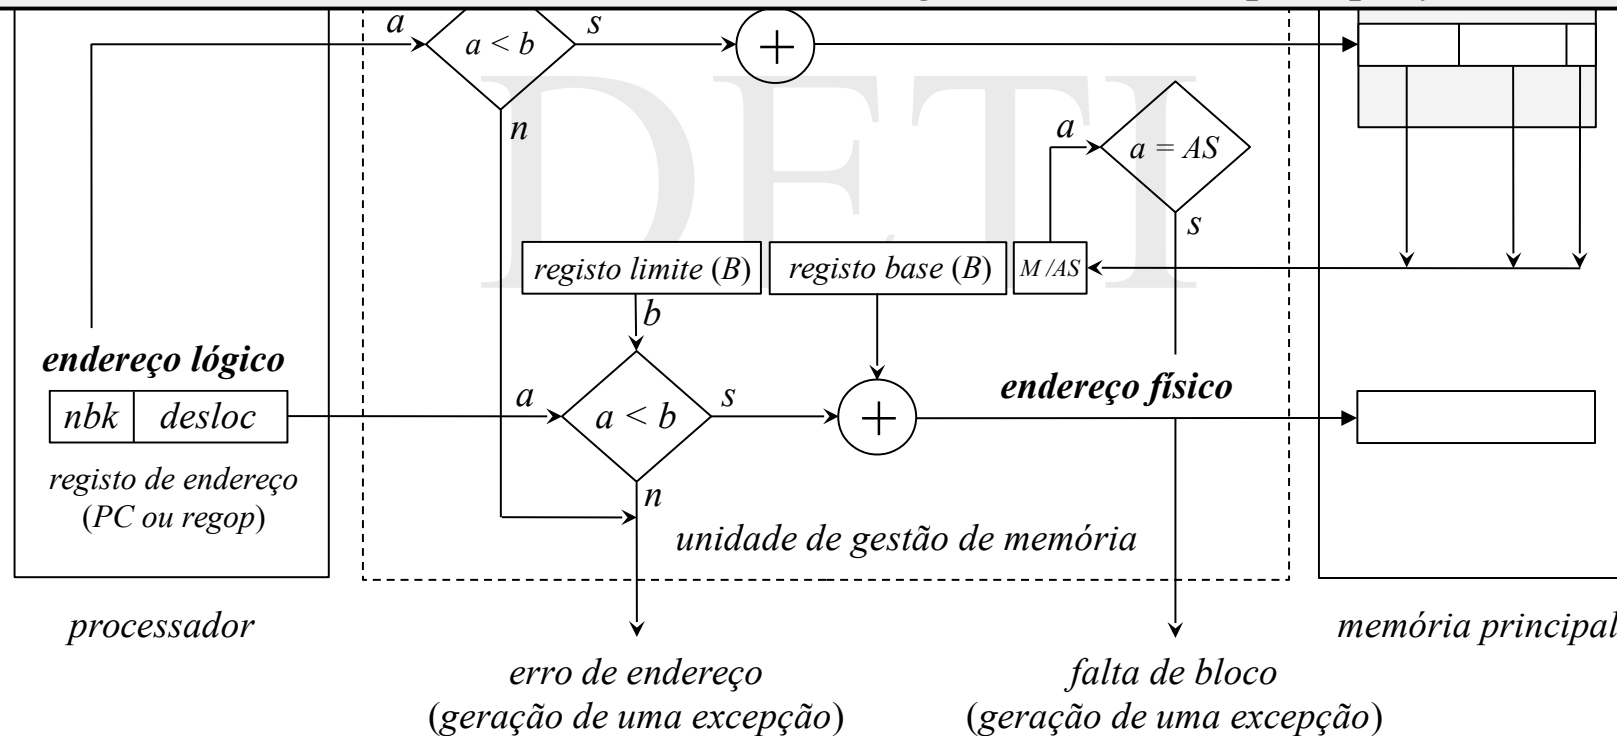 a
a < b
s
+
n
DETI
a
a = AS
s
registo limite (B)
registo base (B)
M /AS
b
endereço lógico
nbk
desloc
a
a < b
s
+
endereço físico
registo de endereço
(PC ou regop)
n
unidade de gestão de memória
processador
memória principal
erro de endereço
(geração de uma excepção)
falta de bloco
(geração de uma excepção)